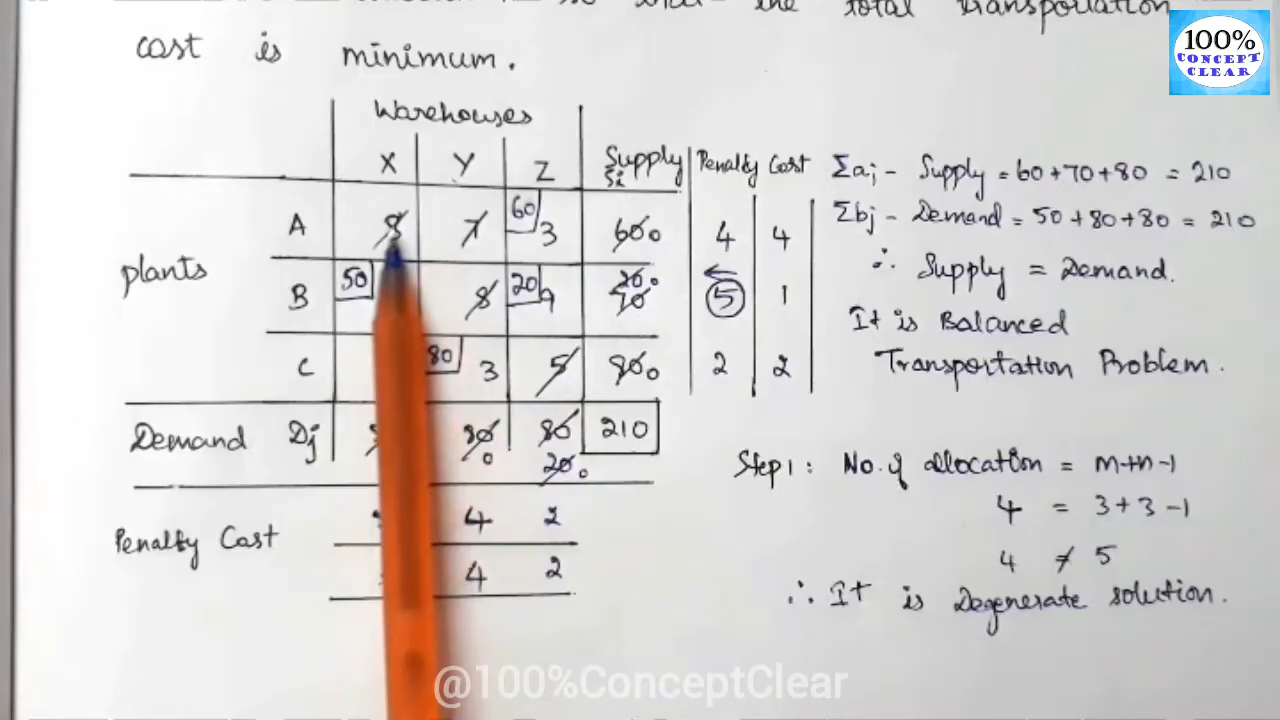 the total transportation
cost is minimum.
100%
CONCEPT
CLEAR
Warehouses
X Y Z Supply Penalty Cost
Si
A 8 7 60 3 60 0 4 4
plants
B 50 8 20 9 70 20 0 5 1
C 80 3 5 80 0 2 2
Demand Dj 80 0 80 20 0 210
Penalty Cost 4 2
4 2
Σai - Supply = 60+70+80 = 210
Σbj - Demand = 50+80+80 = 210
∴ Supply = Demand.
It is Balanced
Transportation Problem.
Step 1: No. of allocation = m+n-1
4 = 3+3-1
4 ≠ 5
∴ It is Degenerate solution.
@100%ConceptClear